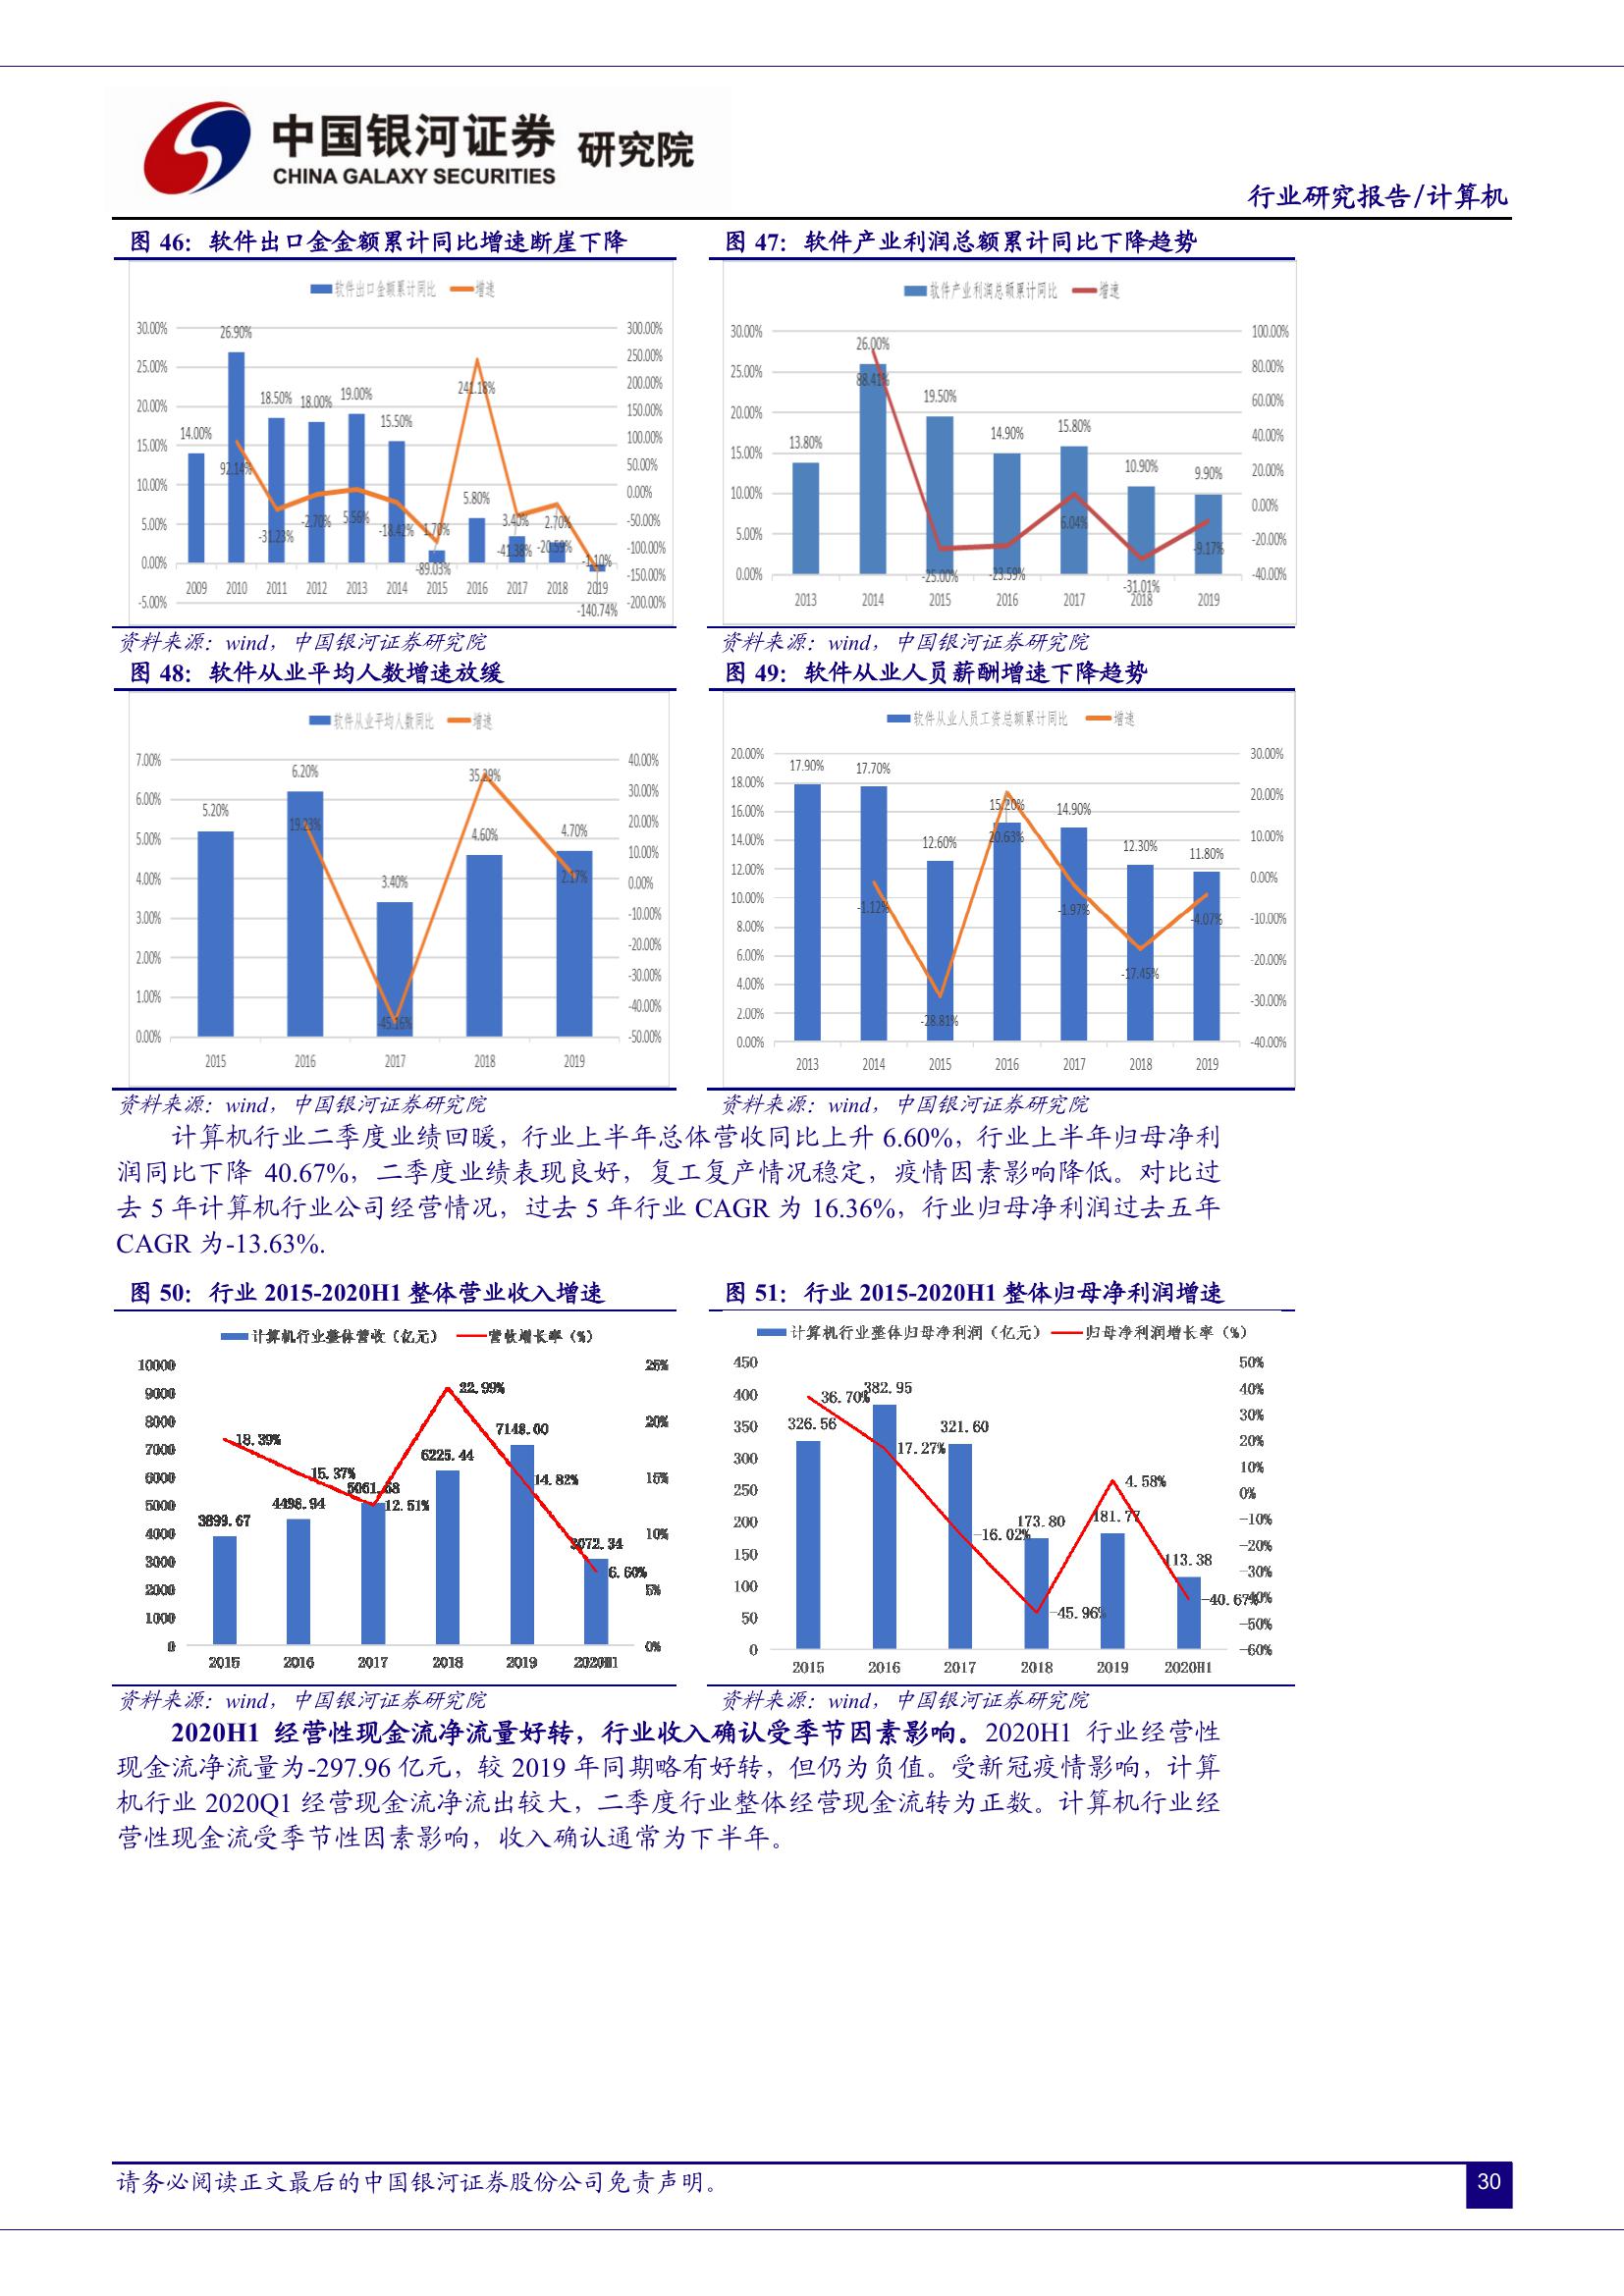 中国银河证券 研究院
CHINA GALAXY SECURITIES
行业研究报告/计算机
图 46：软件出口金金额累计同比增速断崖下降
软件出口金额累计同比 增速
30.00% 25.00% 20.00% 15.00% 10.00% 5.00% 0.00% -5.00%
300.00% 250.00% 200.00% 150.00% 100.00% 50.00% 0.00% -50.00% -100.00% -150.00% -200.00%
14.00% 26.90% 18.50% 18.00% 19.00% 15.50% 1.70% 5.80% 3.40% 2.70% -1.10%
92.14% -31.23% -2.70% 5.56% -18.42% -89.03% 241.18% -41.38% -20.59% -140.74%
2009 2010 2011 2012 2013 2014 2015 2016 2017 2018 2019
资料来源：wind，中国银河证券研究院
图 47：软件产业利润总额累计同比下降趋势
软件产业利润总额累计同比 增速
30.00% 25.00% 20.00% 15.00% 10.00% 5.00% 0.00%
100.00% 80.00% 60.00% 40.00% 20.00% 0.00% -20.00% -40.00%
13.80% 26.00% 19.50% 14.90% 15.80% 10.90% 9.90%
88.41% -25.00% -23.59% 6.04% -31.01% -9.17%
2013 2014 2015 2016 2017 2018 2019
资料来源：wind，中国银河证券研究院
图 48：软件从业平均人数增速放缓
软件从业平均人数同比 增速
7.00% 6.00% 5.00% 4.00% 3.00% 2.00% 1.00% 0.00%
40.00% 30.00% 20.00% 10.00% 0.00% -10.00% -20.00% -30.00% -40.00% -50.00%
5.20% 6.20% 3.40% 4.60% 4.70%
19.23% -45.16% 35.29% 2.17%
2015 2016 2017 2018 2019
资料来源：wind，中国银河证券研究院
图 49：软件从业人员薪酬增速下降趋势
软件从业人员工资总额累计同比 增速
20.00% 18.00% 16.00% 14.00% 12.00% 10.00% 8.00% 6.00% 4.00% 2.00% 0.00%
30.00% 20.00% 10.00% 0.00% -10.00% -20.00% -30.00% -40.00%
17.90% 17.70% 12.60% 15.20% 14.90% 12.30% 11.80%
-1.12% -28.81% 20.63% -1.97% -17.45% -4.07%
2013 2014 2015 2016 2017 2018 2019
资料来源：wind，中国银河证券研究院
计算机行业二季度业绩回暖，行业上半年总体营收同比上升 6.60%，行业上半年归母净利
润同比下降 40.67%，二季度业绩表现良好，复工复产情况稳定，疫情因素影响降低。对比过
去 5 年计算机行业公司经营情况，过去 5 年行业 CAGR 为 16.36%，行业归母净利润过去五年
CAGR 为-13.63%.
图 50：行业 2015-2020H1 整体营业收入增速
计算机行业整体营收（亿元） 营收增长率（%）
10000 9000 8000 7000 6000 5000 4000 3000 2000 1000 0
25% 20% 15% 10% 5% 0%
3899.67 4498.94 5061.68 6225.44 7148.00 3072.34
18.39% 15.37% 12.51% 22.99% 14.82% 6.60%
2015 2016 2017 2018 2019 2020H1
资料来源：wind，中国银河证券研究院
图 51：行业 2015-2020H1 整体归母净利润增速
计算机行业整体归母净利润（亿元） 归母净利润增长率（%）
450 400 350 300 250 200 150 100 50 0
50% 40% 30% 20% 10% 0% -10% -20% -30% -40% -50% -60%
326.56 382.95 321.60 173.80 181.77 113.38
36.70% 17.27% -16.02% -45.96% 4.58% -40.67%
2015 2016 2017 2018 2019 2020H1
资料来源：wind，中国银河证券研究院
2020H1 经营性现金流净流量好转，行业收入确认受季节因素影响。2020H1 行业经营性
现金流净流量为-297.96 亿元，较 2019 年同期略有好转，但仍为负值。受新冠疫情影响，计算
机行业 2020Q1 经营现金流净流出较大，二季度行业整体经营现金流转为正数。计算机行业经
营性现金流受季节性因素影响，收入确认通常为下半年。
请务必阅读正文最后的中国银河证券股份公司免责声明。
30